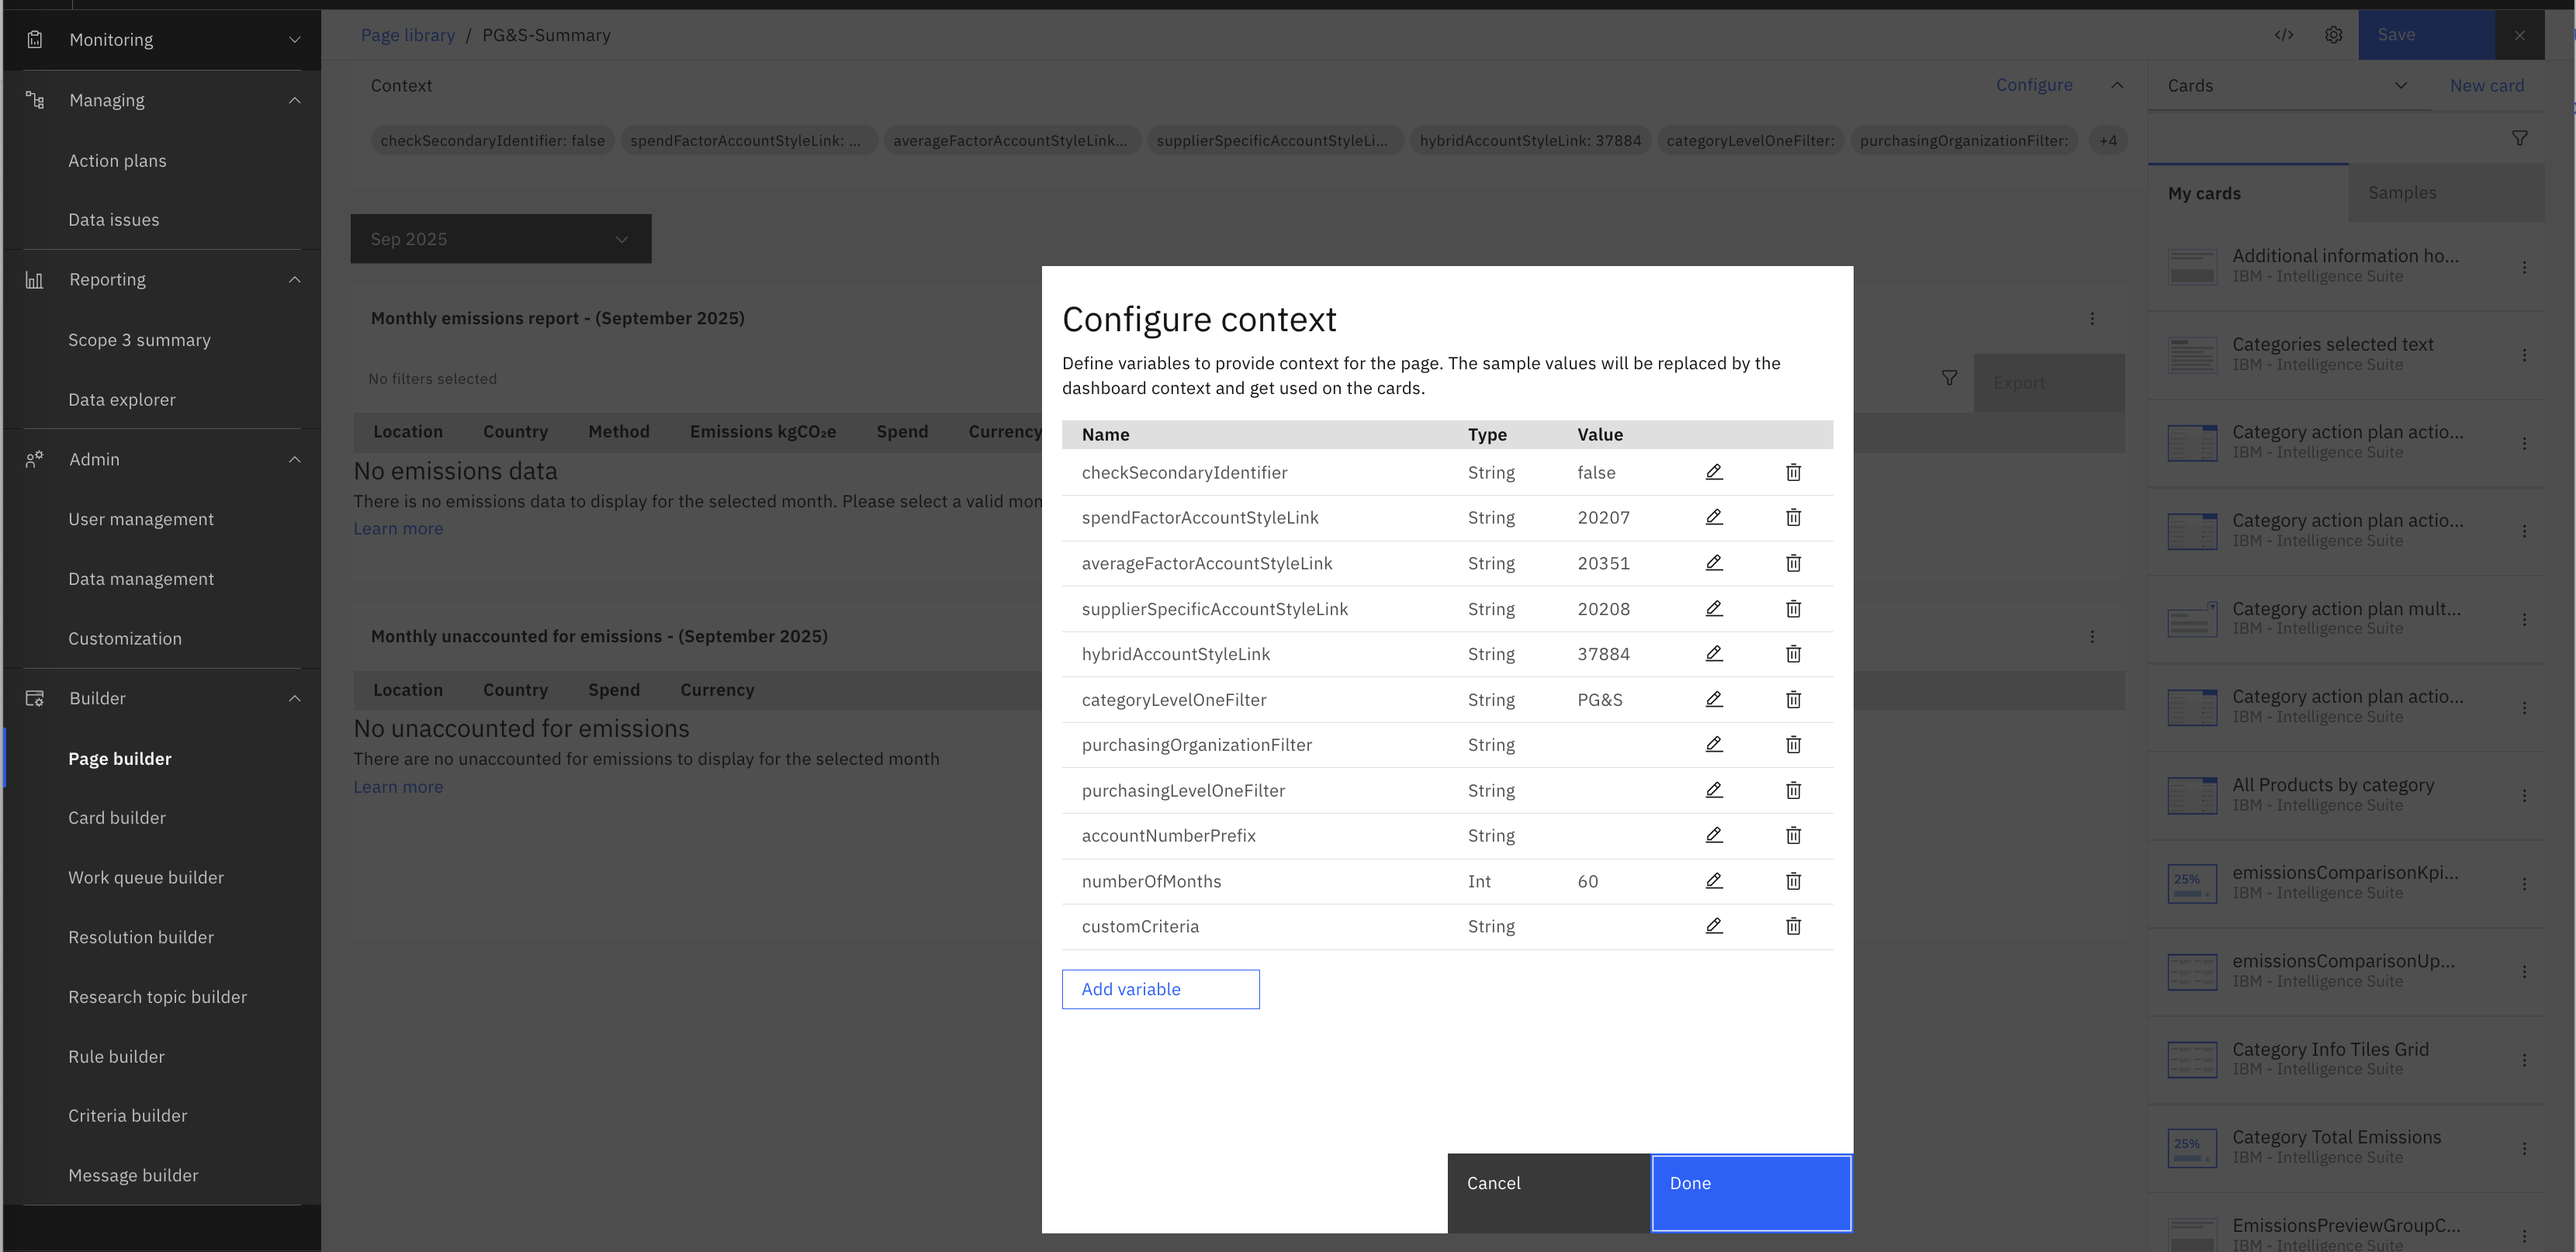 Monitoring
Managing
Action plans
Data issues
Reporting
Scope 3 summary
Data explorer
Admin
User management
Data management
Customization
Builder
Page builder
Card builder
Work queue builder
Resolution builder
Research topic builder
Rule builder
Criteria builder
Message builder
Page library / PG&S-Summary
Save
Context
Configure
checkSecondaryIdentifier: false
spendFactorAccountStyleLink: ...
averageFactorAccountStyleLink...
supplierSpecificAccountStyleLi...
hybridAccountStyleLink: 37884
categoryLevelOneFilter:
purchasingOrganizationFilter:
+4
Sep 2025
Monthly emissions report - (September 2025)
No filters selected
Export
Location Country Method Emissions kgCO₂e Spend Currency
No emissions data
There is no emissions data to display for the selected month. Please select a valid mon
Learn more
Monthly unaccounted for emissions - (September 2025)
Location Country Spend Currency
No unaccounted for emissions
There are no unaccounted for emissions to display for the selected month
Learn more
Configure context
Define variables to provide context for the page. The sample values will be replaced by the
dashboard context and get used on the cards.
Name Type Value
checkSecondaryIdentifier String false
spendFactorAccountStyleLink String 20207
averageFactorAccountStyleLink String 20351
supplierSpecificAccountStyleLink String 20208
hybridAccountStyleLink String 37884
categoryLevelOneFilter String PG&S
purchasingOrganizationFilter String
purchasingLevelOneFilter String
accountNumberPrefix String
numberOfMonths Int 60
customCriteria String
Add variable
Cancel
Done
Cards
New card
My cards
Samples
Additional information ho...
IBM - Intelligence Suite
Categories selected text
IBM - Intelligence Suite
Category action plan actio...
IBM - Intelligence Suite
Category action plan actio...
IBM - Intelligence Suite
Category action plan mult...
IBM - Intelligence Suite
Category action plan actio...
IBM - Intelligence Suite
All Products by category
IBM - Intelligence Suite
25%
emissionsComparisonKpi...
IBM - Intelligence Suite
emissionsComparisonUp...
IBM - Intelligence Suite
Category Info Tiles Grid
IBM - Intelligence Suite
25%
Category Total Emissions
IBM - Intelligence Suite
EmissionsPreviewGroupC...
IBM - Intelligence Suite